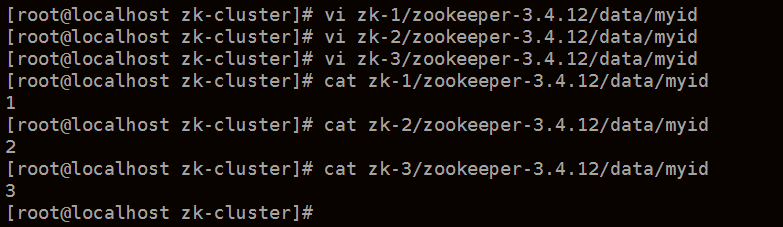 [root@localhost zk-cluster]# vi zk-1/zookeeper-3.4.12/data/myid
[root@localhost zk-cluster]# vi zk-2/zookeeper-3.4.12/data/myid
[root@localhost zk-cluster]# vi zk-3/zookeeper-3.4.12/data/myid
[root@localhost zk-cluster]# cat zk-1/zookeeper-3.4.12/data/myid
1
[root@localhost zk-cluster]# cat zk-2/zookeeper-3.4.12/data/myid
2
[root@localhost zk-cluster]# cat zk-3/zookeeper-3.4.12/data/myid
3
[root@localhost zk-cluster]#